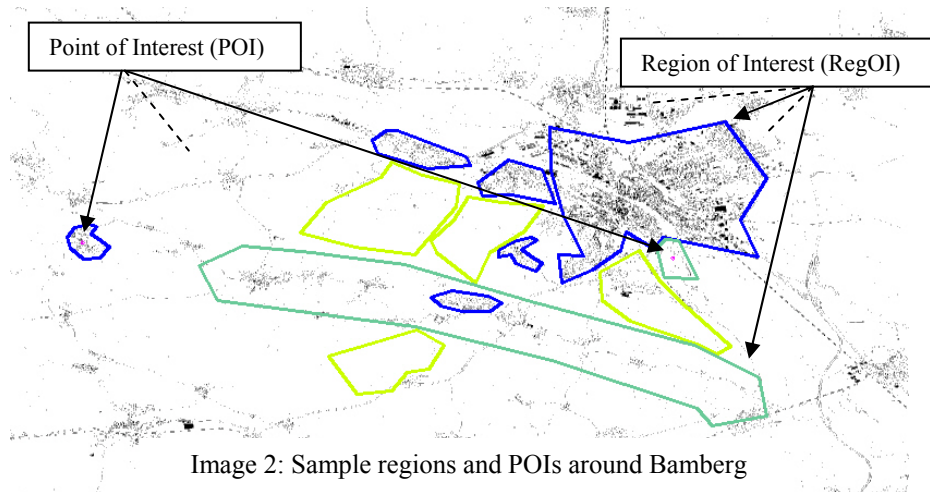 Point of Interest (POI)
Region of Interest (RegOI)
Image 2: Sample regions and POIs around Bamberg